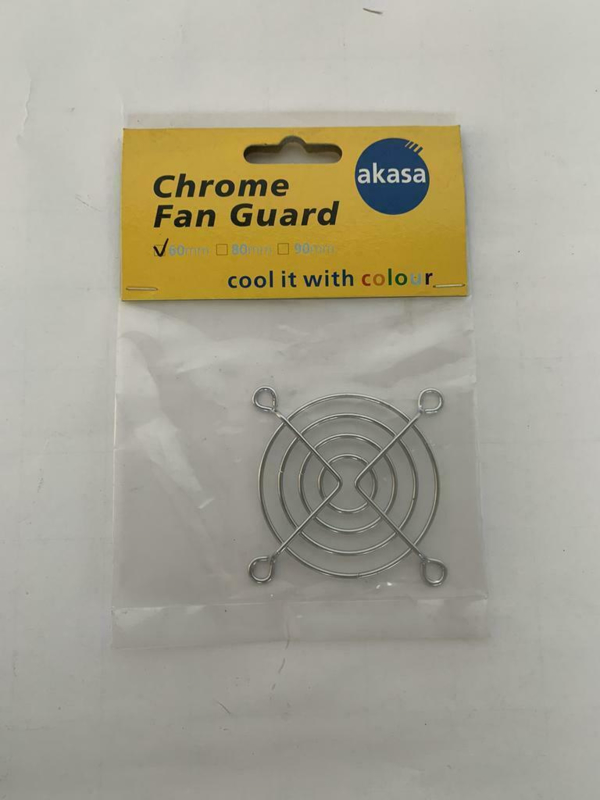 akasa
Chrome
Fan Guard
60mm 80mm 90mm
cool it with colour